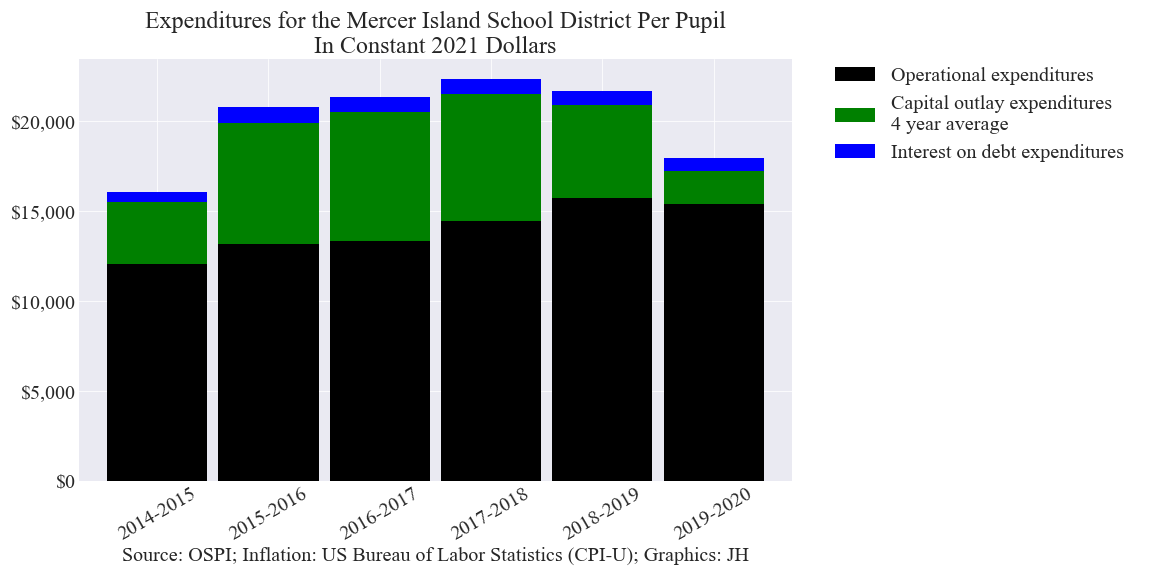 Expenditures for the Mercer Island School District Per Pupil
In Constant 2021 Dollars
Operational expenditures
Capital outlay expenditures
4 year average
Interest on debt expenditures
$20,000
$15,000
$10,000
$5,000
$0
2014-2015
2015-2016
2016-2017
2017-2018
2018-2019
2019-2020
Source: OSPI; Inflation: US Bureau of Labor Statistics (CPI-U); Graphics: JH